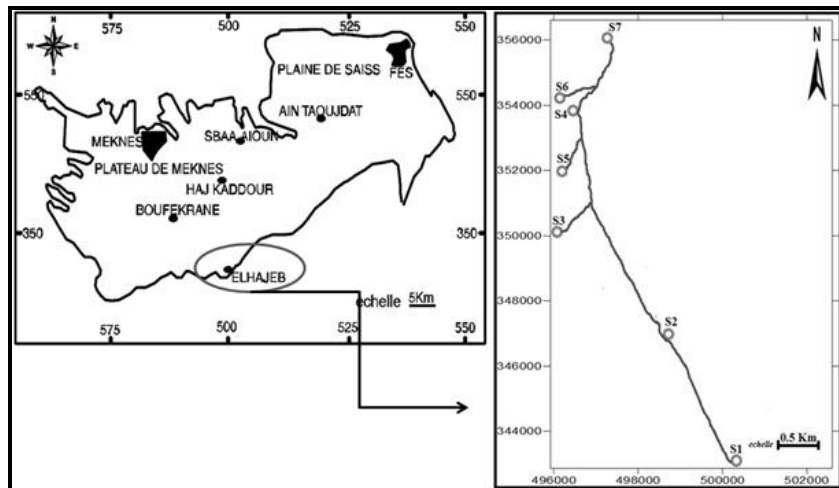 575 500 525 550
N
W E
S
PLAINE DE SAISS
FES
550 550
AIN TAOUJDAT
MEKNES
SBAA AIOUN
PLATEAU DE MEKNES
HAJ KADDOUR
BOUFEKRANE
350 350
ELHAJEB
echelle 5Km
575 500 525 550
356000
354000
352000
350000
348000
346000
344000
S7
N
S6
S4
S5
S3
S2
S1
echelle 0.5 Km
496000 498000 500000 502000